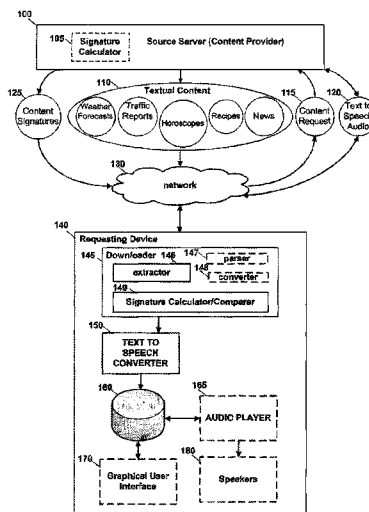 100
105
Signature
Calculator
Source Server (Content Provider)
110
Textual Content
125
Content
Signatures
Weather
Forecasts
Traffic
Reports
Horoscopes
Recipes
News
115
Content
Request
120
Text to
Speech
Audio
130
network
140
Requesting Device
145
Downloader
146
extractor
147
parser
148
converter
149
Signature Calculator/Comparer
150
TEXT TO
SPEECH
CONVERTER
160
165
AUDIO PLAYER
170
Graphical User
Interface
180
Speakers